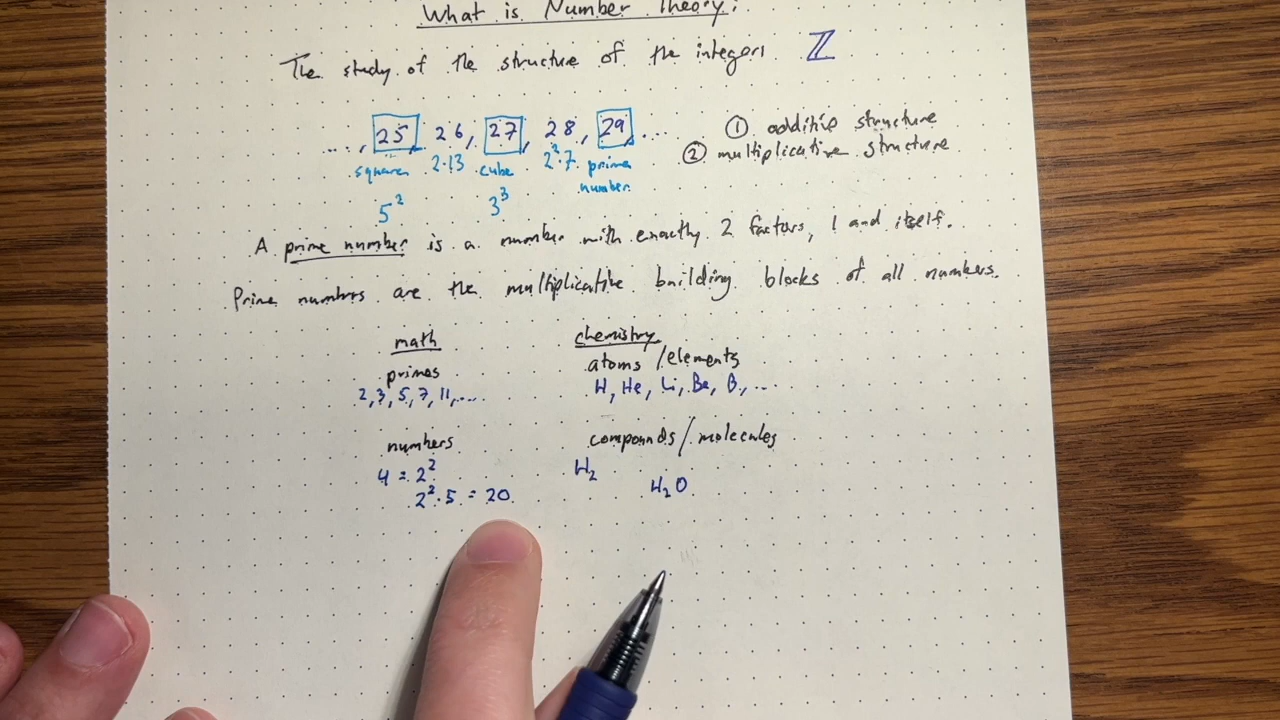 What is Number Theory?
The study of the structure of the integers ℤ
..., 25, 26, 27, 28, 29, ...
square 2·13 cube 2²·7 prime number
5² 3³
① additive structure
② multiplicative structure
A prime number is a number with exactly 2 factors, 1 and itself.
Prime numbers are the multiplicative building blocks of all numbers.
math
primes
2, 3, 5, 7, 11, ...
numbers
4 = 2²
2²·5 = 20
chemistry
atoms/elements
H, He, Li, Be, B, ...
compounds/molecules
H₂
H₂O